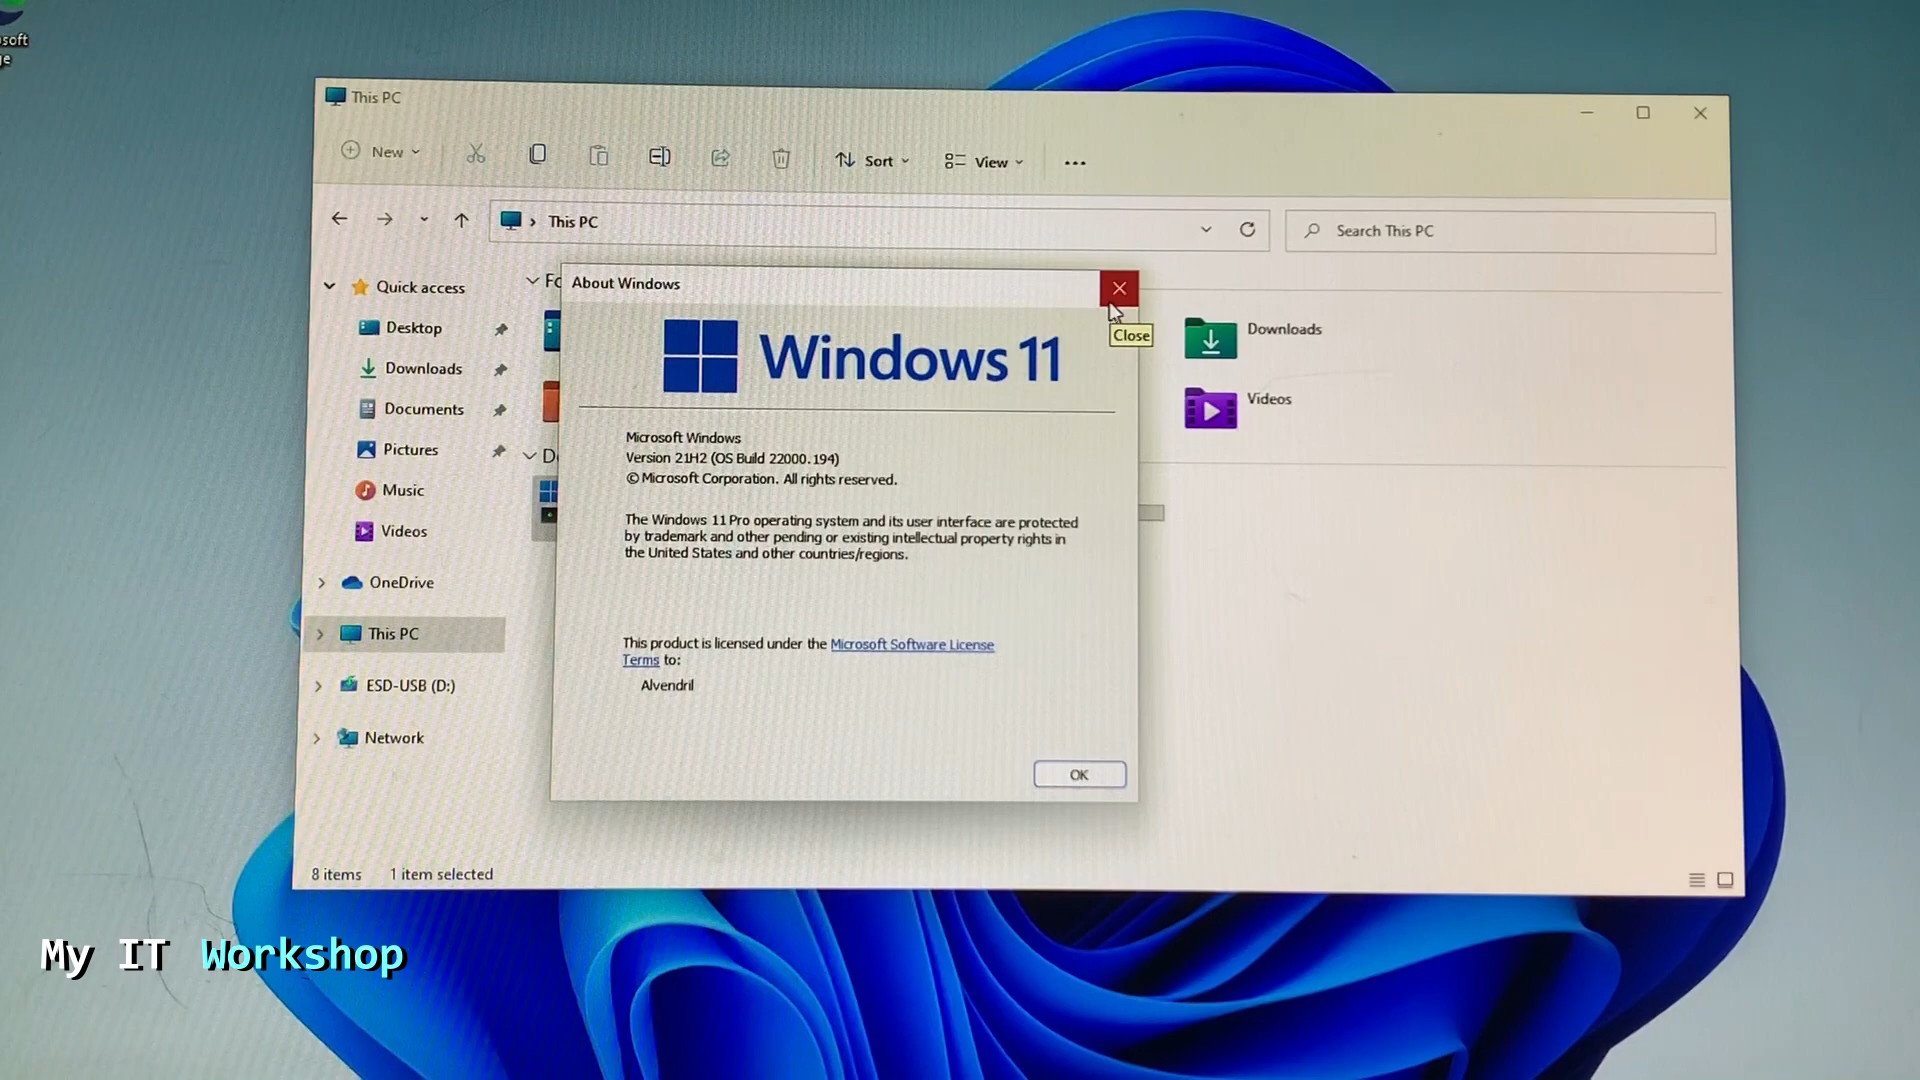 soft
ge
This PC
New
Sort
View
This PC
Search This PC
Quick access
Desktop
Downloads
Documents
Pictures
Music
Videos
OneDrive
This PC
ESD-USB (D:)
Network
Fo
De
Downloads
Videos
About Windows
Close
Windows 11
Microsoft Windows
Version 21H2 (OS Build 22000.194)
© Microsoft Corporation. All rights reserved.
The Windows 11 Pro operating system and its user interface are protected
by trademark and other pending or existing intellectual property rights in
the United States and other countries/regions.
This product is licensed under the Microsoft Software License
Terms to:
Alvendril
OK
8 items 1 item selected
My IT Workshop